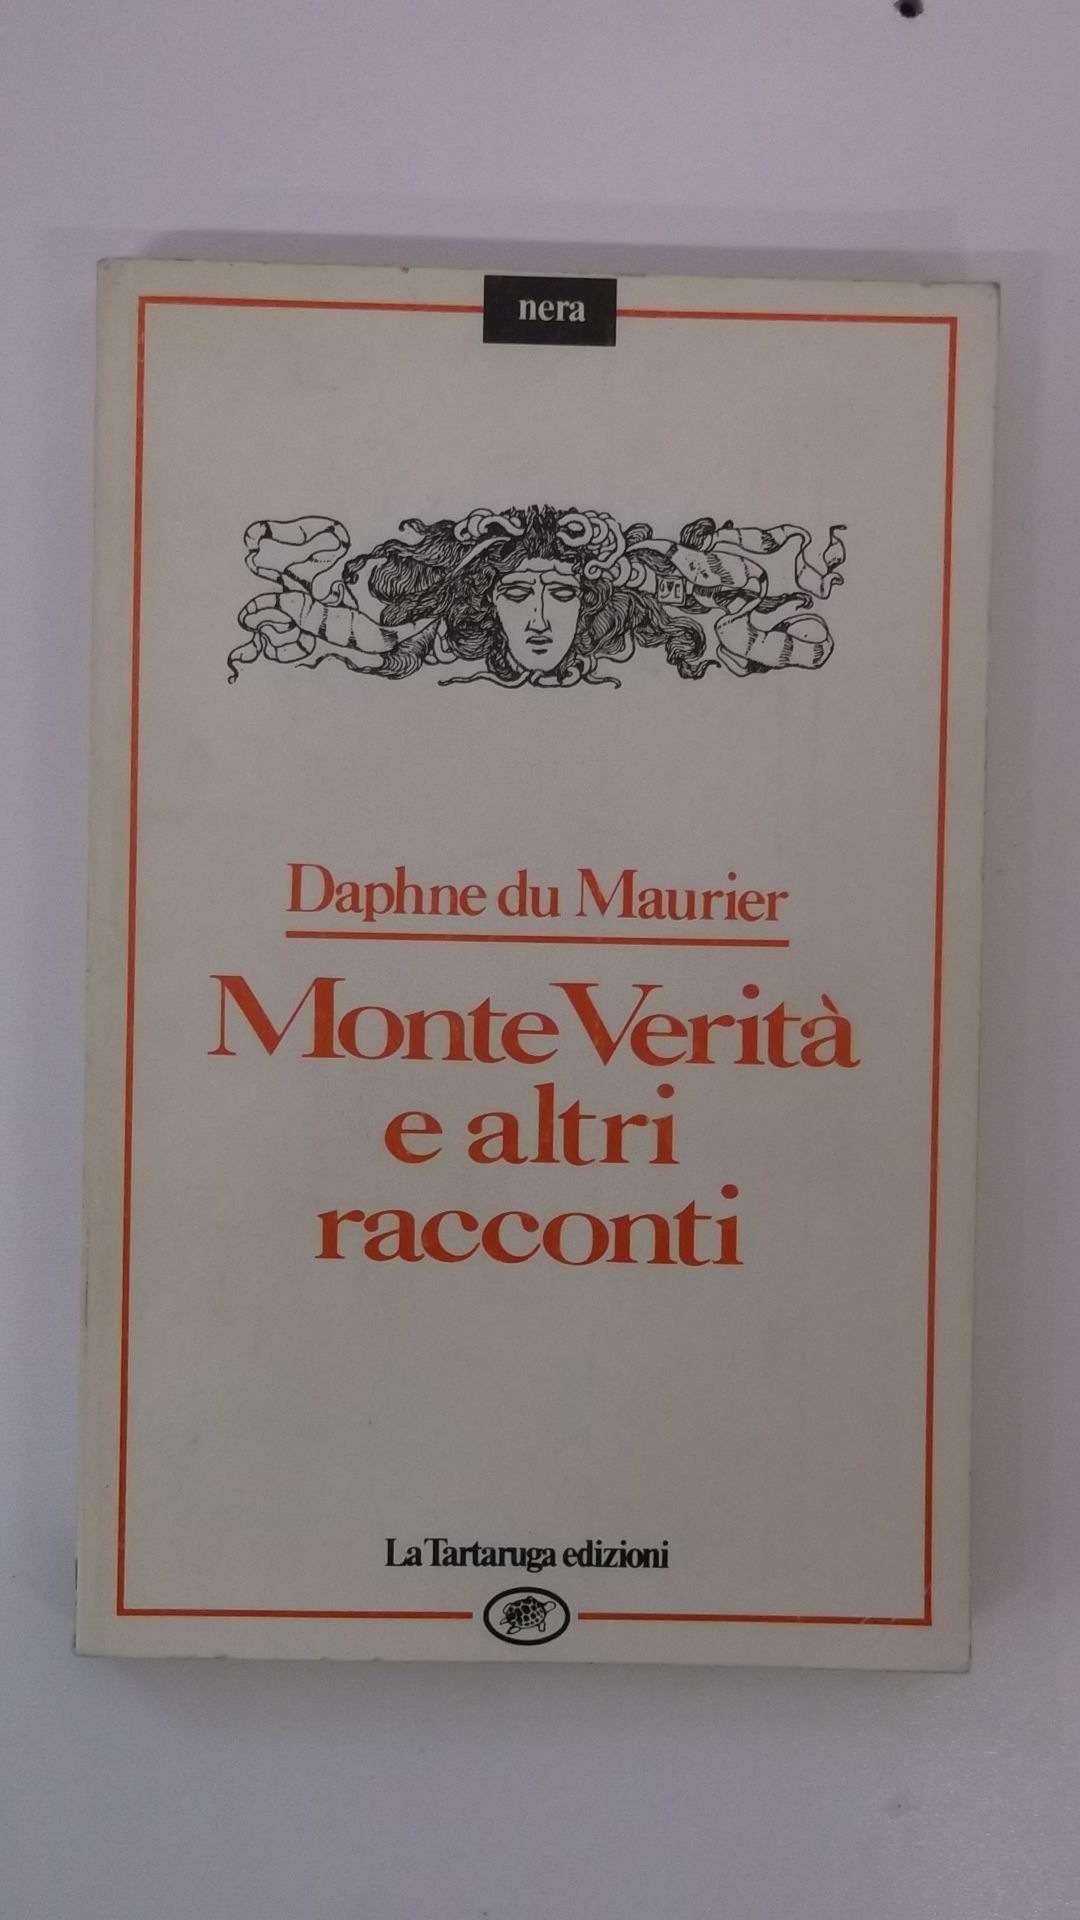 nera
Daphne du Maurier
Monte Verità
e altri
racconti
La Tartaruga edizioni